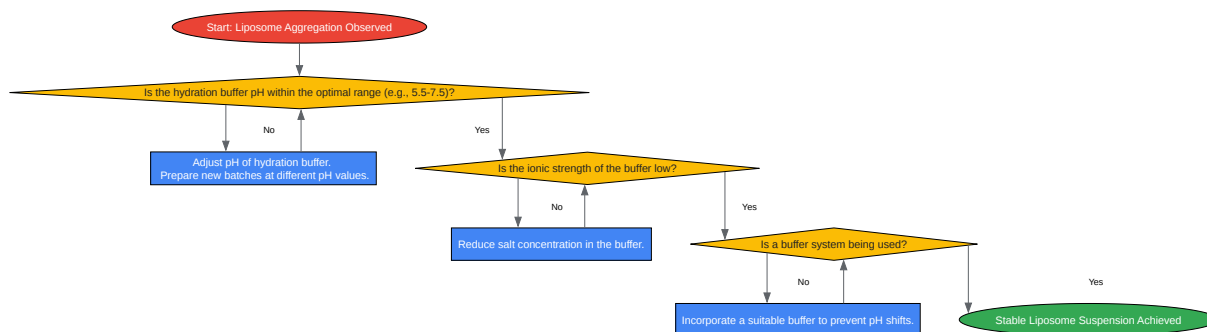 Start: Liposome Aggregation Observed
Is the hydration buffer pH within the optimal range (e.g., 5.5-7.5)?
No
Yes
Adjust pH of hydration buffer.
Prepare new batches at different pH values.
Is the ionic strength of the buffer low?
No
Yes
Reduce salt concentration in the buffer.
Is a buffer system being used?
No
Yes
Incorporate a suitable buffer to prevent pH shifts.
Stable Liposome Suspension Achieved